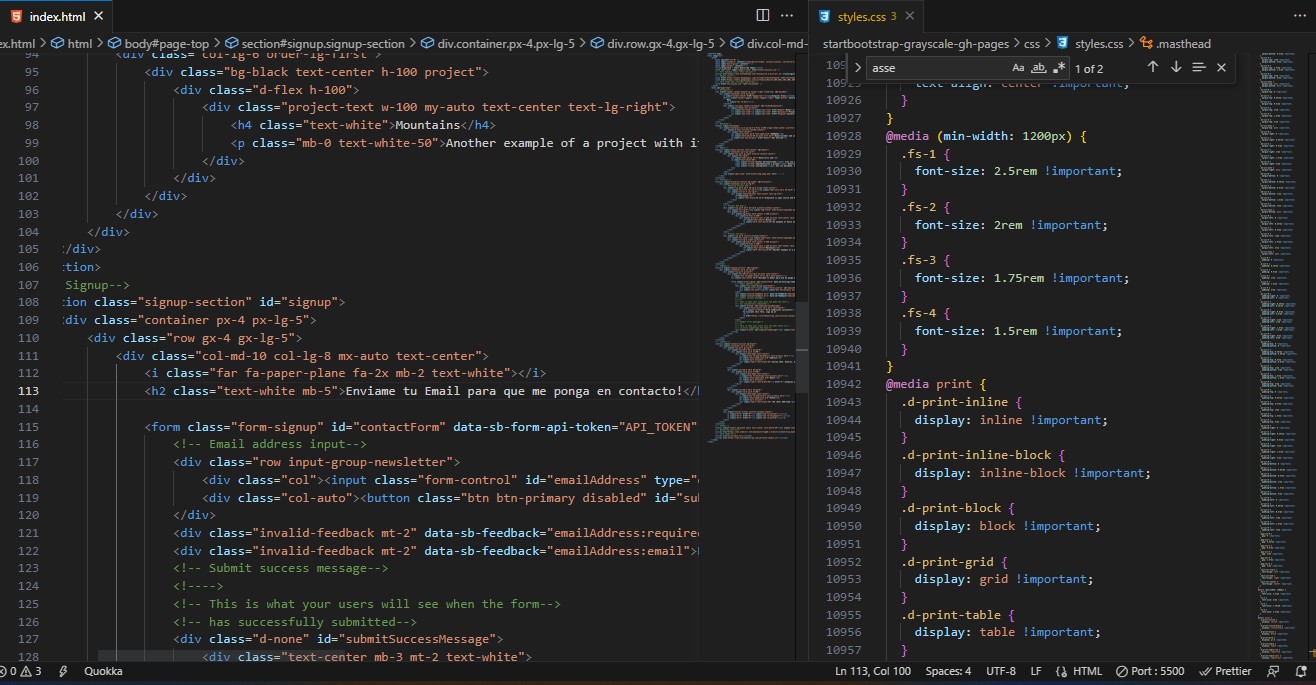 index.html
ex.html > html > body#page-top > section#signup.signup-section > div.container.px-4.px-lg-5 > div.row.gx-4.gx-lg-5 > div.col-md-
94 <div class="col-lg-6 order-lg-first">
95 <div class="bg-black text-center h-100 project">
96 <div class="d-flex h-100">
97 <div class="project-text w-100 my-auto text-center text-lg-right">
98 <h4 class="text-white">Mountains</h4>
99 <p class="mb-0 text-white-50">Another example of a project with i
100 </div>
101 </div>
102 </div>
103 </div>
104 </div>
105 /div>
106 tion>
107 Signup-->
108 ion class="signup-section" id="signup">
109 div class="container px-4 px-lg-5">
110 <div class="row gx-4 gx-lg-5">
111 <div class="col-md-10 col-lg-8 mx-auto text-center">
112 <i class="far fa-paper-plane fa-2x mb-2 text-white"></i>
113 <h2 class="text-white mb-5">Enviame tu Email para que me ponga en contacto!</
114
115 <form class="form-signup" id="contactForm" data-sb-form-api-token="API_TOKEN"
116 <!-- Email address input-->
117 <div class="row input-group-newsletter">
118 <div class="col"><input class="form-control" id="emailAddress" type="
119 <div class="col-auto"><button class="btn btn-primary disabled" id="su
120 </div>
121 <div class="invalid-feedback mt-2" data-sb-feedback="emailAddress:require
122 <div class="invalid-feedback mt-2" data-sb-feedback="emailAddress:email">
123 <!-- Submit success message-->
124 <!---->
125 <!-- This is what your users will see when the form-->
126 <!-- has successfully submitted-->
127 <div class="d-none" id="submitSuccessMessage">
128 <div class="text-center mb-3 mt-2 text-white">
styles.css 3
startbootstrap-grayscale-gh-pages > css > styles.css > .masthead
asse Aa ab 1 of 2
text-align: center !important;
10926 }
10927 }
10928 @media (min-width: 1200px) {
10929 .fs-1 {
10930 font-size: 2.5rem !important;
10931 }
10932 .fs-2 {
10933 font-size: 2rem !important;
10934 }
10935 .fs-3 {
10936 font-size: 1.75rem !important;
10937 }
10938 .fs-4 {
10939 font-size: 1.5rem !important;
10940 }
10941 }
10942 @media print {
10943 .d-print-inline {
10944 display: inline !important;
10945 }
10946 .d-print-inline-block {
10947 display: inline-block !important;
10948 }
10949 .d-print-block {
10950 display: block !important;
10951 }
10952 .d-print-grid {
10953 display: grid !important;
10954 }
10955 .d-print-table {
10956 display: table !important;
10957 }
0 3 Quokka Ln 113, Col 100 Spaces: 4 UTF-8 LF {} HTML Port : 5500 Prettier